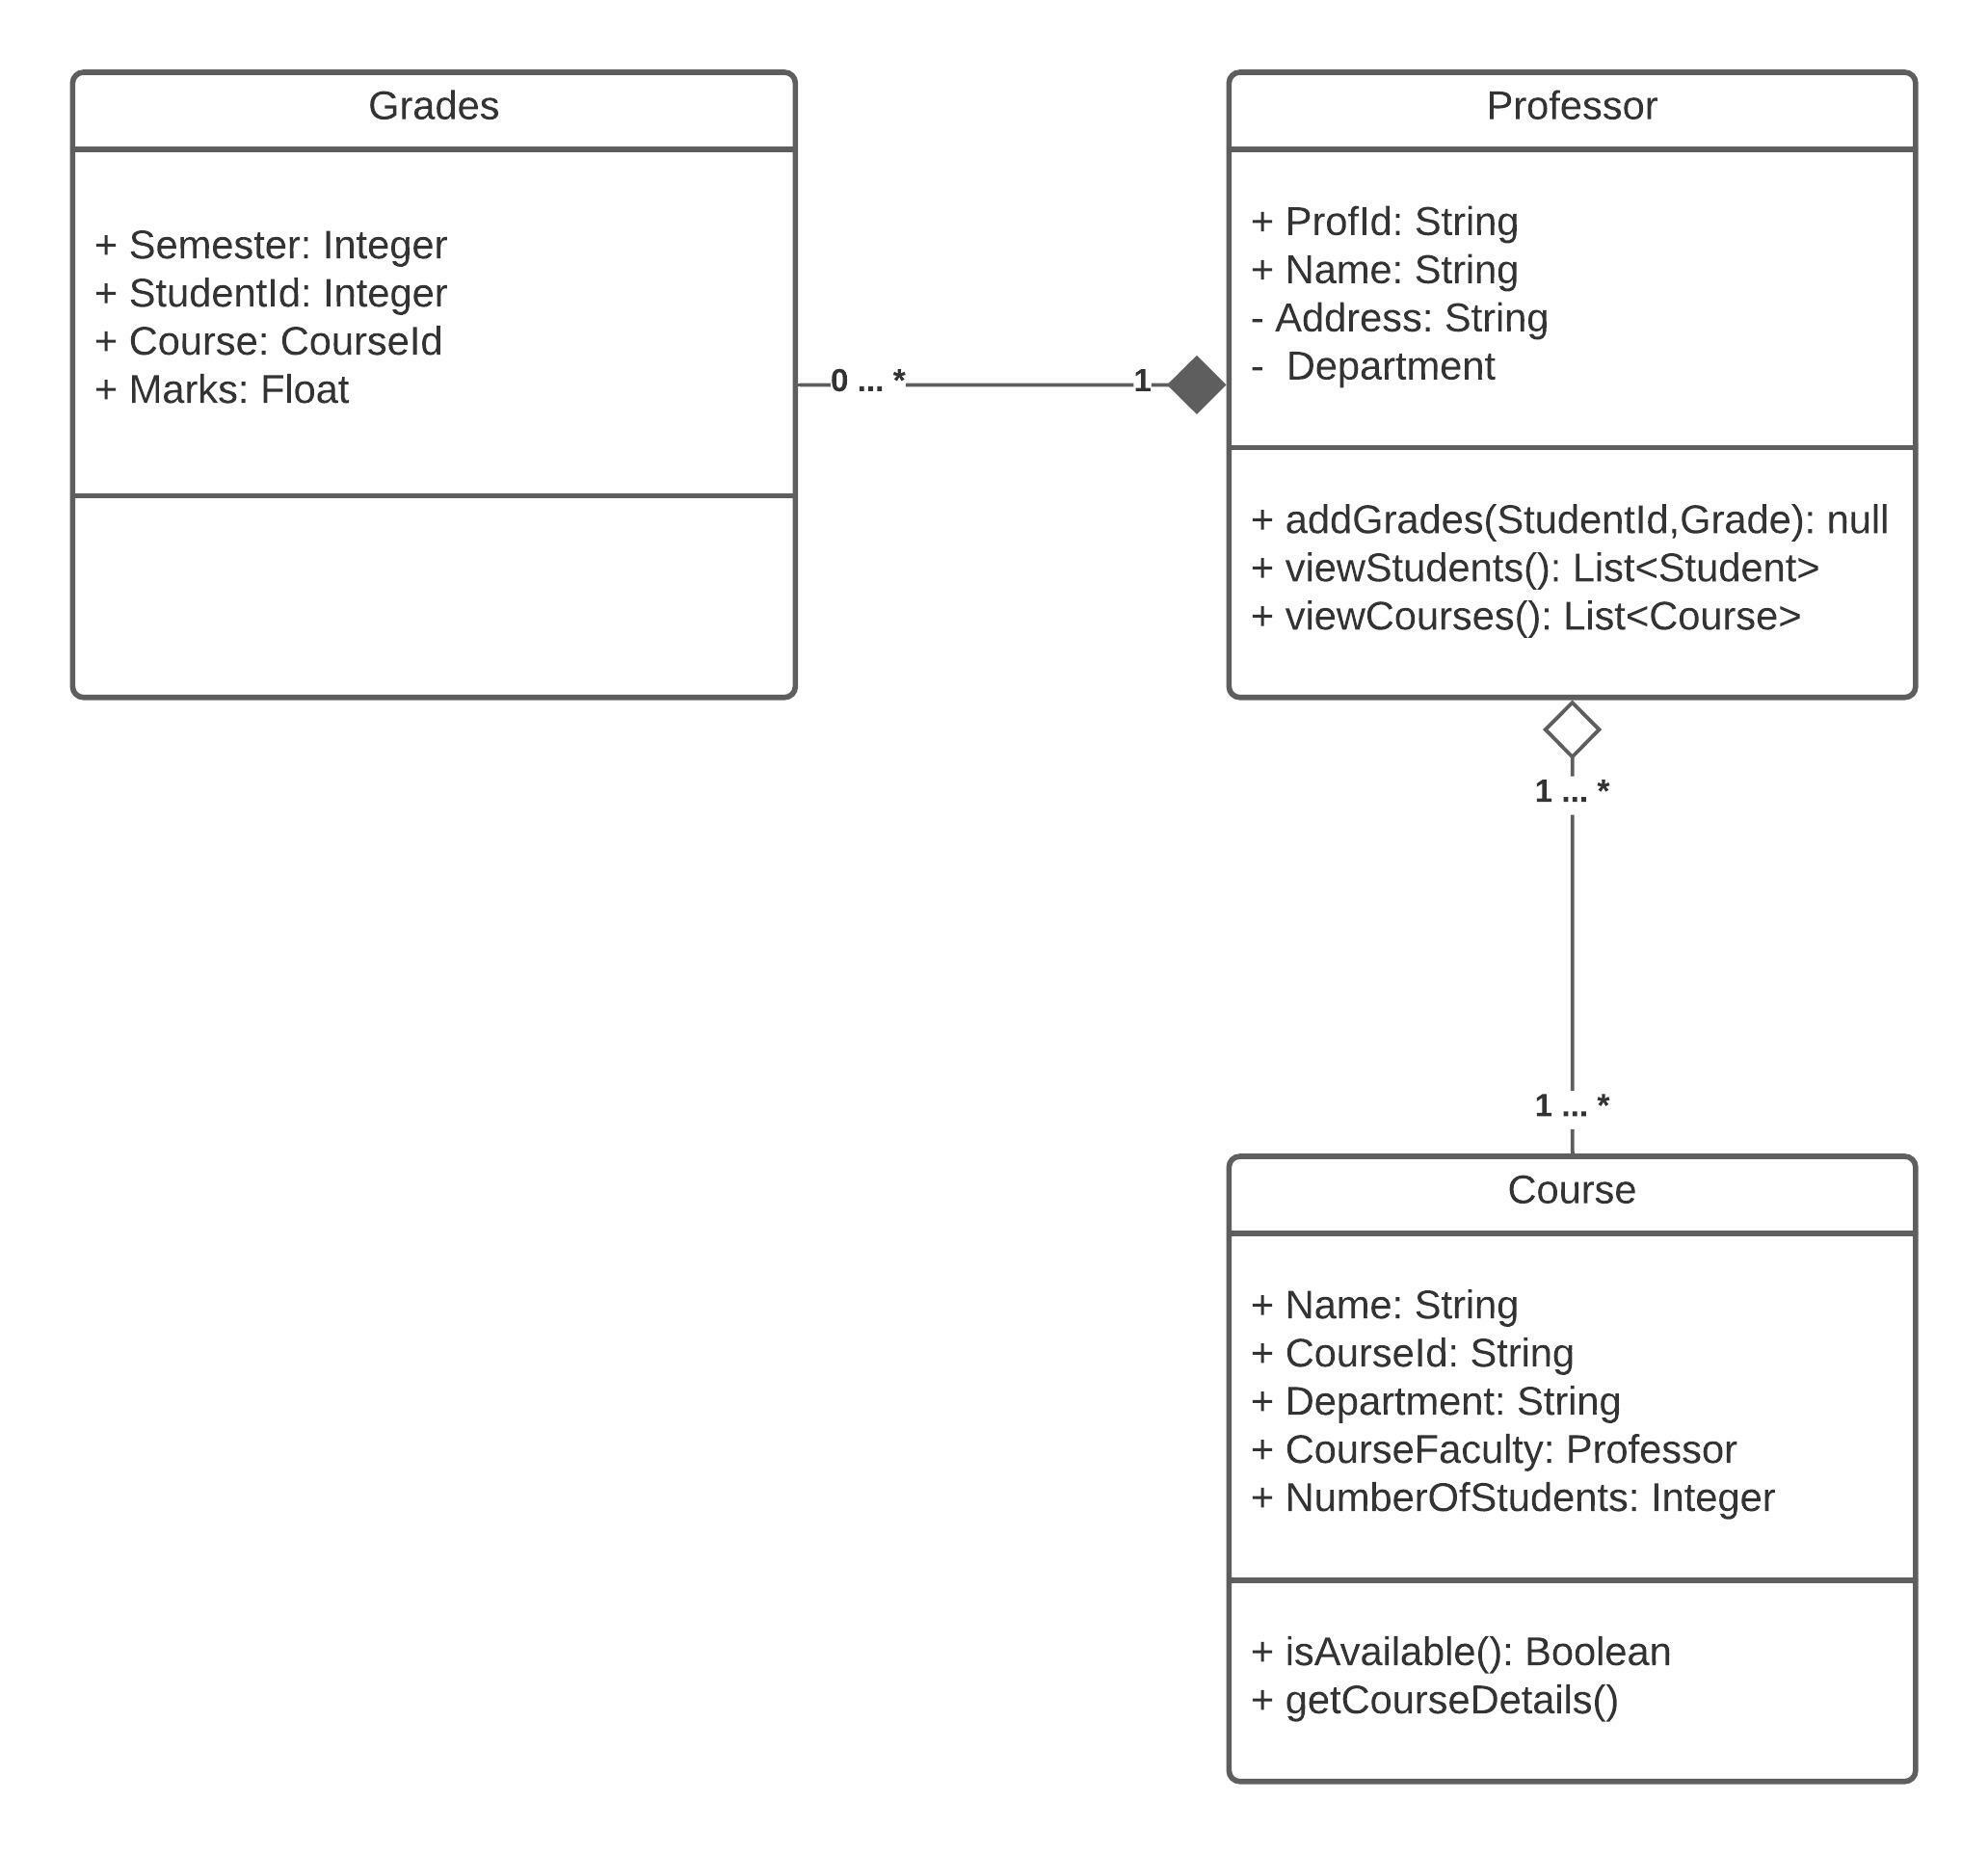 Grades
+ Semester: Integer
+ StudentId: Integer
+ Course: CourseId
+ Marks: Float
0 ... *
1
Professor
+ ProfId: String
+ Name: String
- Address: String
-  Department
+ addGrades(StudentId,Grade): null
+ viewStudents(): List<Student>
+ viewCourses(): List<Course>
1 ... *
1 ... *
Course
+ Name: String
+ CourseId: String
+ Department: String
+ CourseFaculty: Professor
+ NumberOfStudents: Integer
+ isAvailable(): Boolean
+ getCourseDetails()